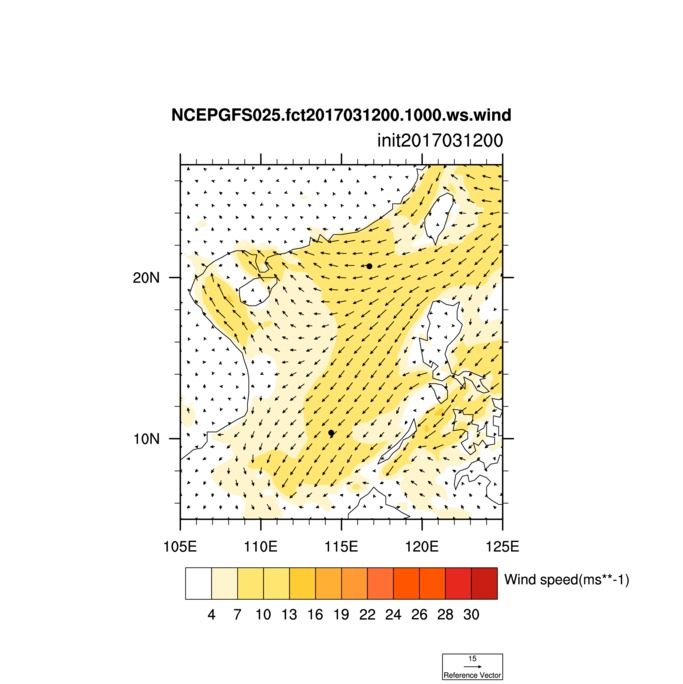 NCEPGFS025.fct2017031200.1000.ws.wind
init2017031200
20N
10N
105E 110E 115E 120E 125E
Wind speed(ms**-1)
4 7 10 13 16 19 22 24 26 28 30
15
Reference Vector